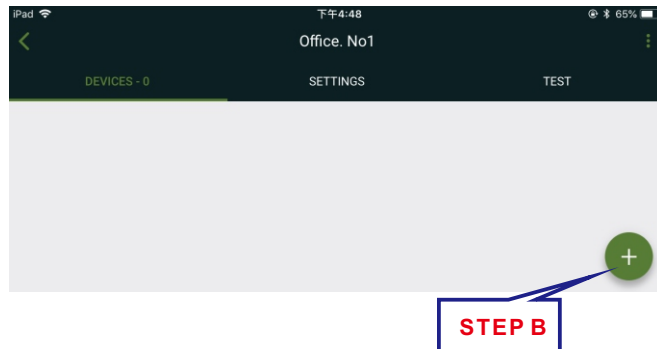 iPad 下午4:48 65%
Office. No1
DEVICES - 0 SETTINGS TEST
+
STEP B